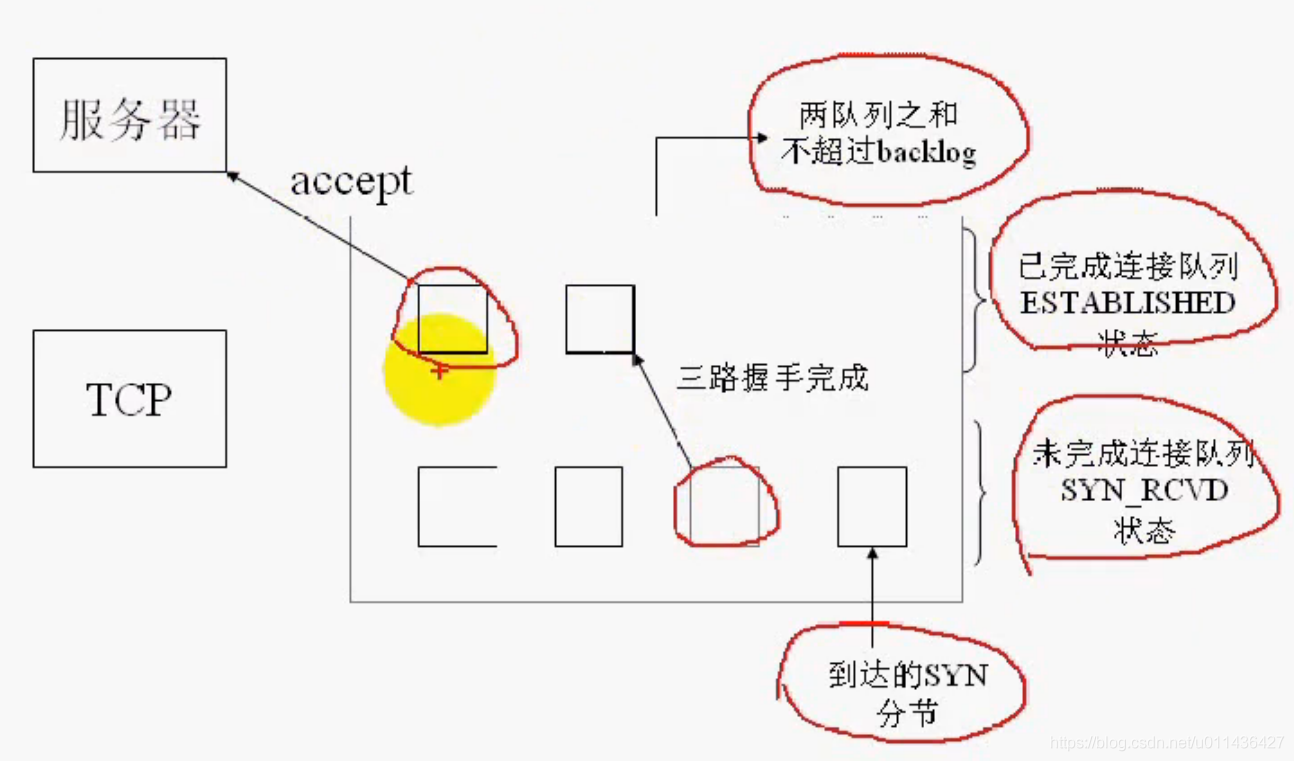 服务器
accept
两队列之和
不超过backlog
已完成连接队列
ESTABLISHED
状态
TCP
三路握手完成
未完成连接队列
SYN_RCVD
状态
到达的SYN
分节
https://blog.csdn.net/u011436427